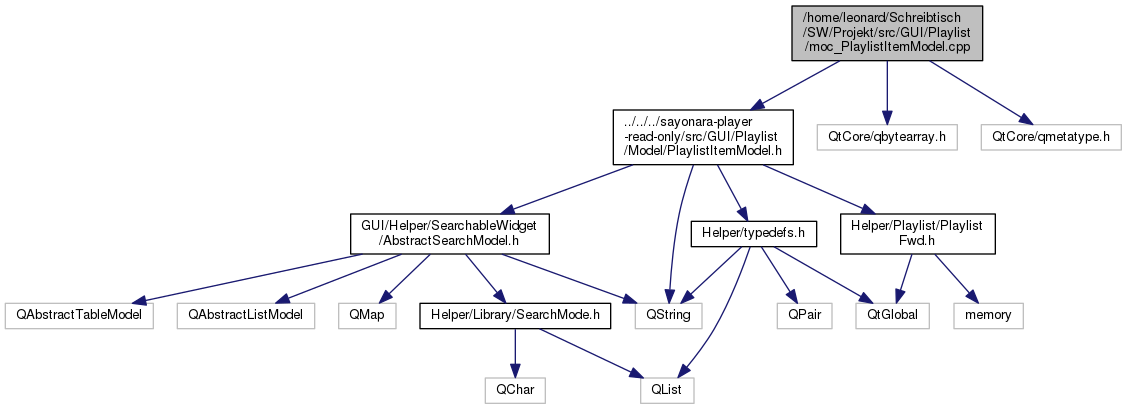 /home/leonard/Schreibtisch
/SW/Projekt/src/GUI/Playlist
/moc_PlaylistItemModel.cpp
../../../sayonara-player
-read-only/src/GUI/Playlist
/Model/PlaylistItemModel.h
QtCore/qbytearray.h
QtCore/qmetatype.h
GUI/Helper/SearchableWidget
/AbstractSearchModel.h
Helper/typedefs.h
Helper/Playlist/Playlist
Fwd.h
QAbstractTableModel
QAbstractListModel
QMap
Helper/Library/SearchMode.h
QString
QPair
QtGlobal
memory
QChar
QList